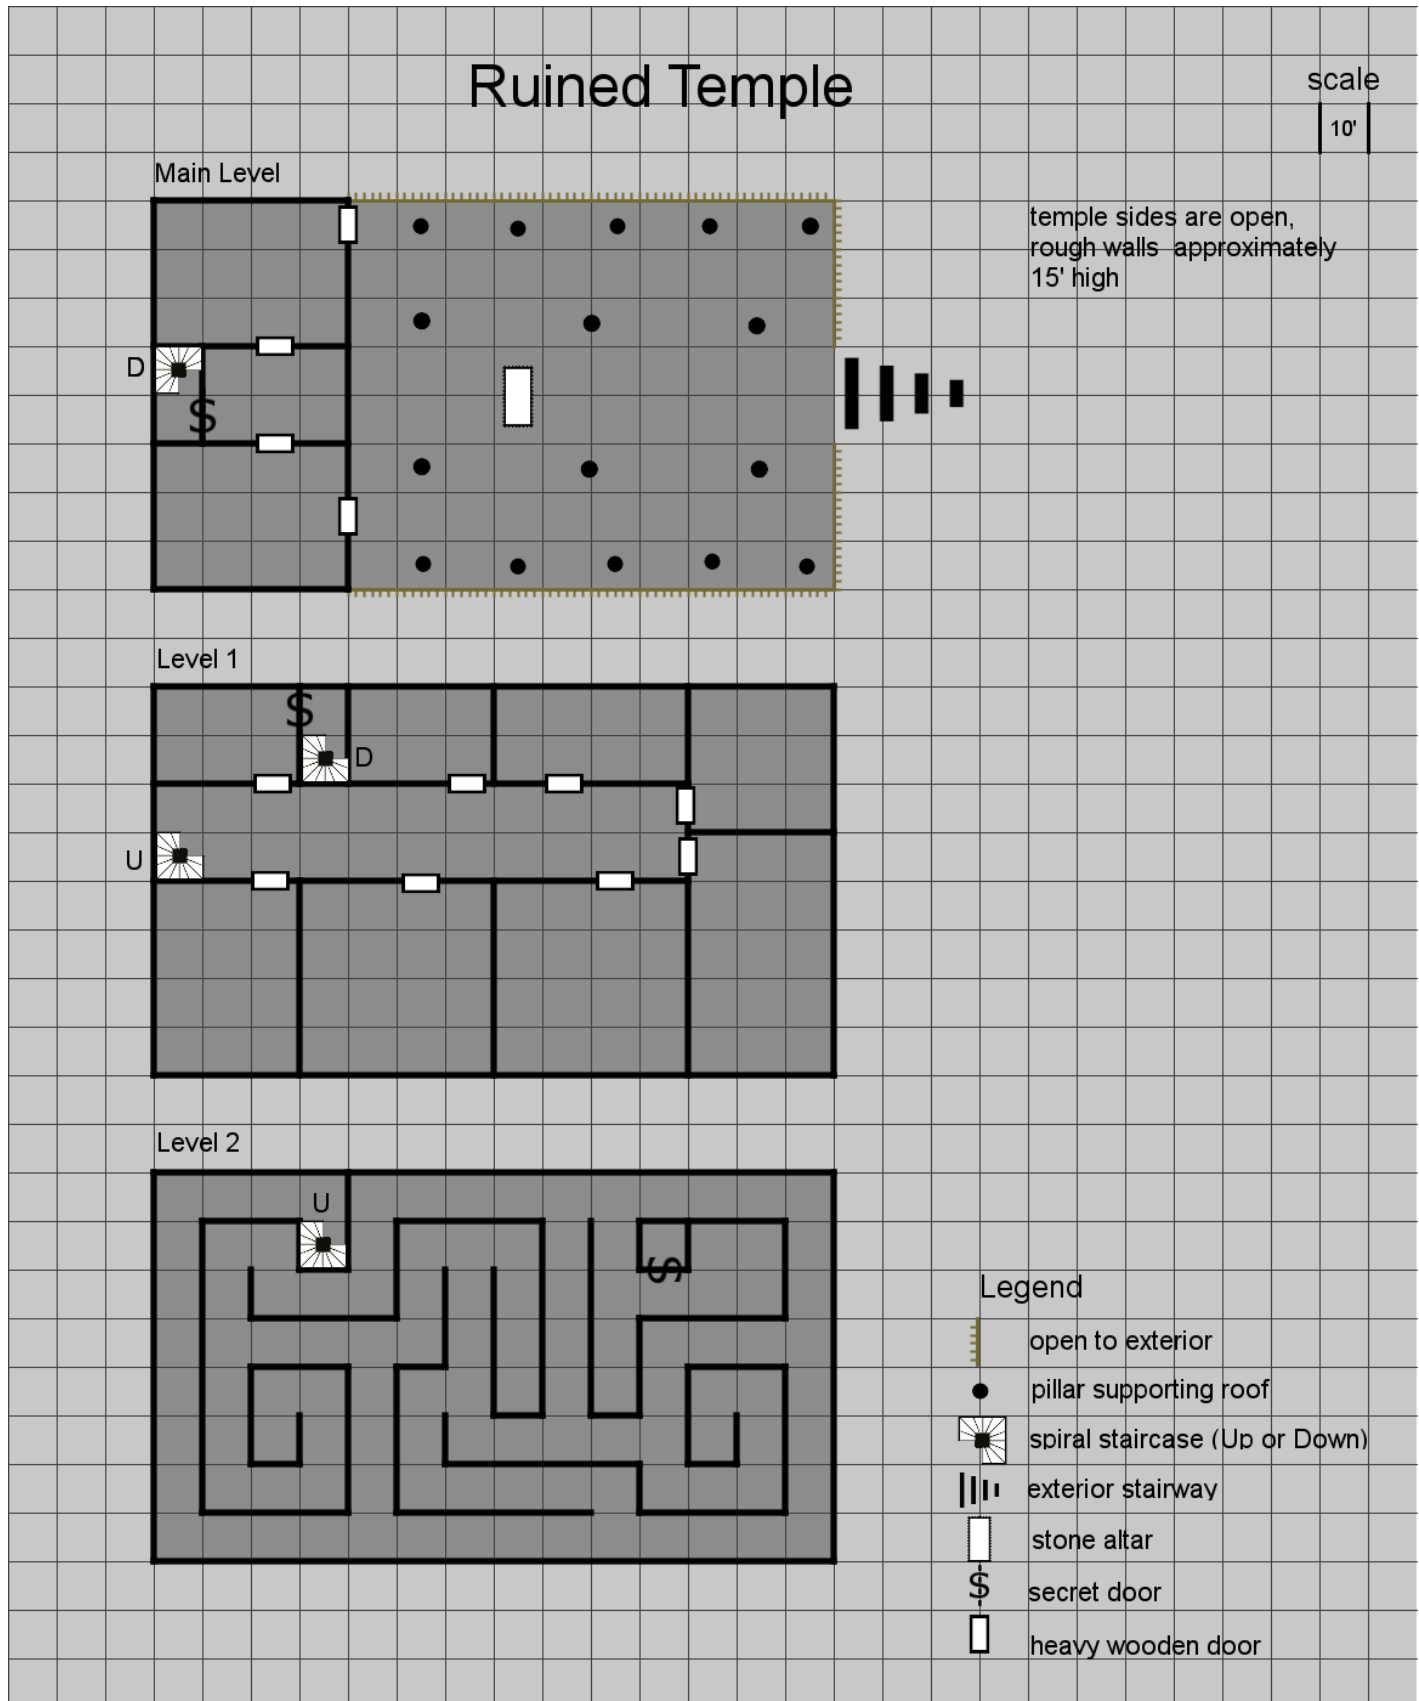 Ruined Temple
scale
10'
Main Level
temple sides are open,
rough walls approximately
15' high
D
$
Level 1
$
D
U
Level 2
U
$
Legend
open to exterior
pillar supporting roof
spiral staircase (Up or Down)
exterior stairway
stone altar
$
secret door
heavy wooden door